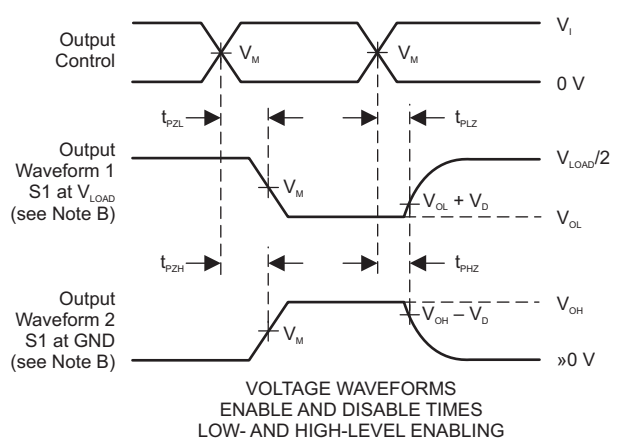 Output
Control
V_M
V_M
V_I
0 V
t_PZL
t_PLZ
Output
Waveform 1
S1 at V_LOAD
(see Note B)
V_M
V_OL + V_D
V_LOAD/2
V_OL
t_PZH
t_PHZ
Output
Waveform 2
S1 at GND
(see Note B)
V_M
V_OH – V_D
V_OH
»0 V
VOLTAGE WAVEFORMS
ENABLE AND DISABLE TIMES
LOW- AND HIGH-LEVEL ENABLING